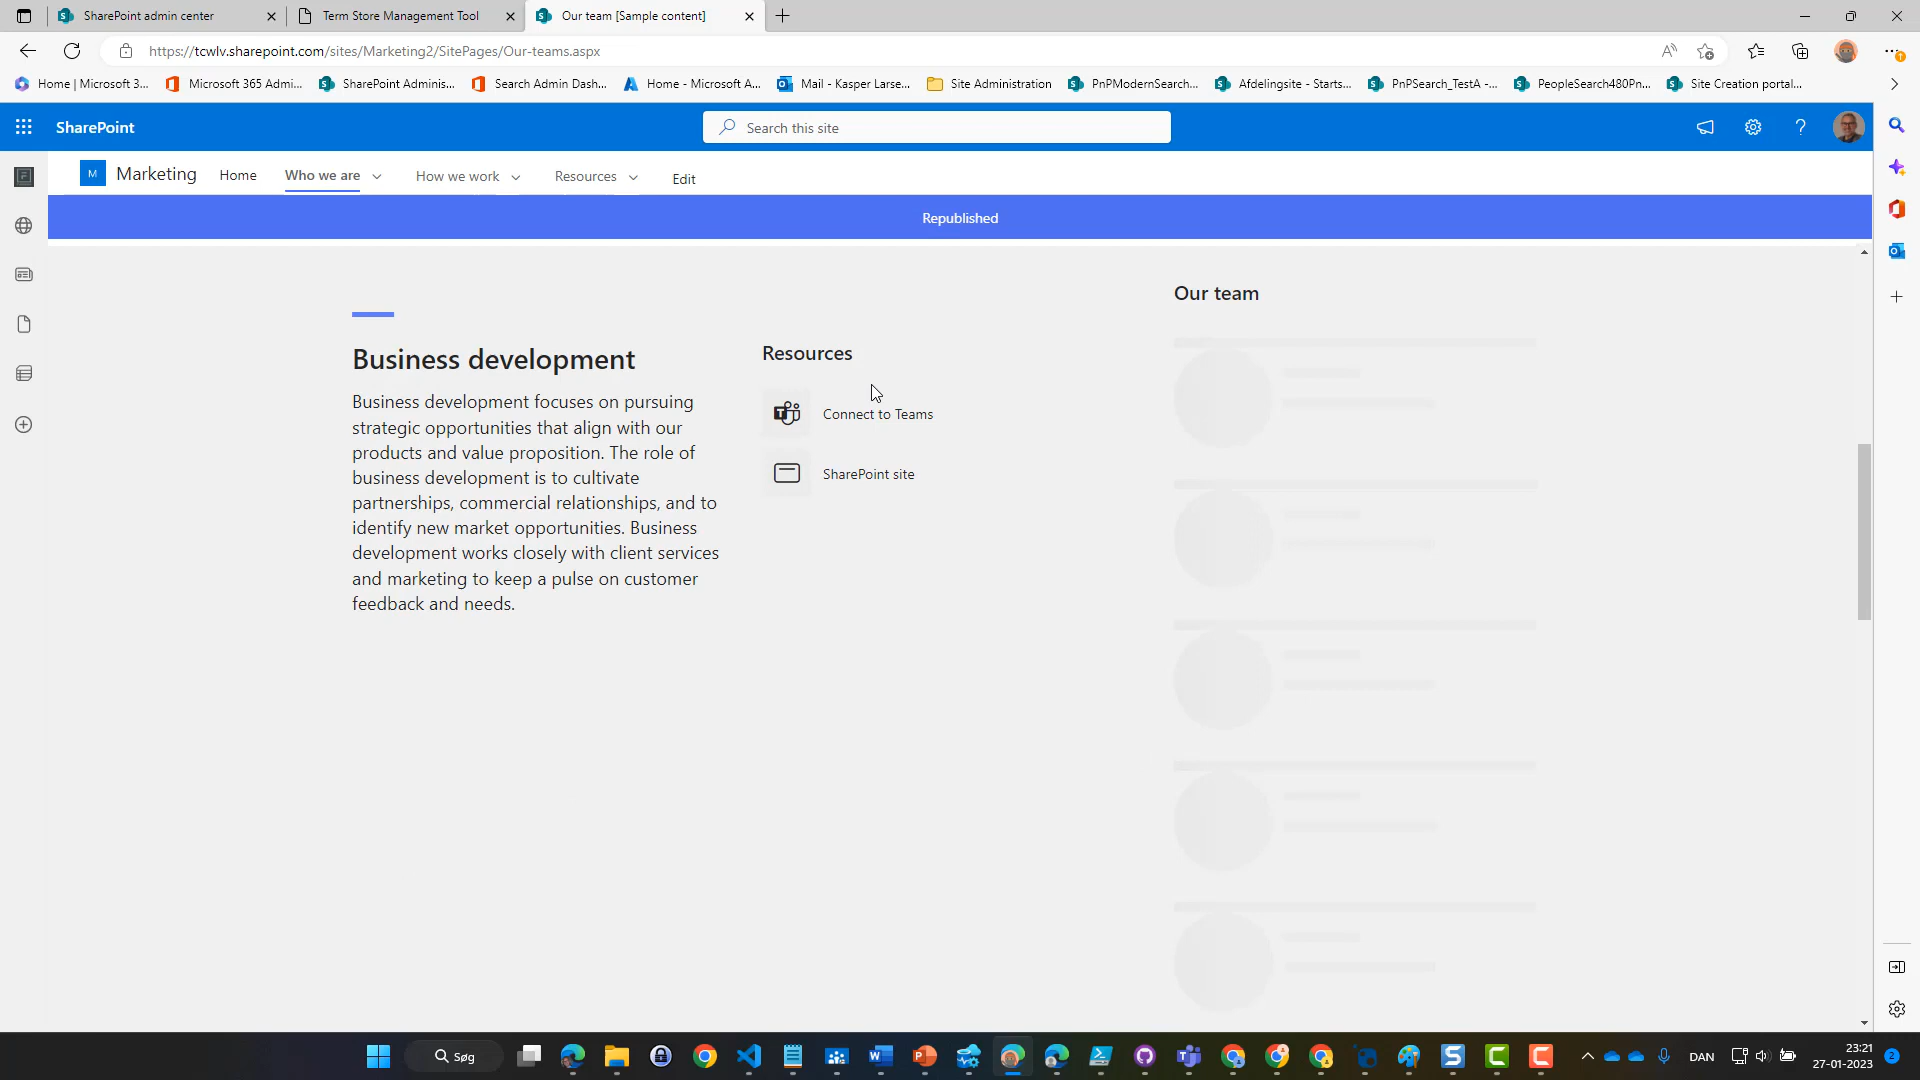 SharePoint admin center
Term Store Management Tool
Our team [Sample content]
https://tcwlv.sharepoint.com/sites/Marketing2/SitePages/Our-teams.aspx
Home | Microsoft 3...
Microsoft 365 Admi...
SharePoint Adminis...
Search Admin Dash...
Home - Microsoft A...
Mail - Kasper Larse...
Site Administration
PnPModernSearch...
Afdelingsite - Starts...
PnPSearch_TestA -...
PeopleSearch480Pn...
Site Creation portal...
SharePoint
Search this site
M
Marketing
Home
Who we are
How we work
Resources
Edit
Republished
Business development
Business development focuses on pursuing
strategic opportunities that align with our
products and value proposition. The role of
business development is to cultivate
partnerships, commercial relationships, and to
identify new market opportunities. Business
development works closely with client services
and marketing to keep a pulse on customer
feedback and needs.
Resources
Connect to Teams
SharePoint site
Our team
Søg
DAN
23:21
27-01-2023
2